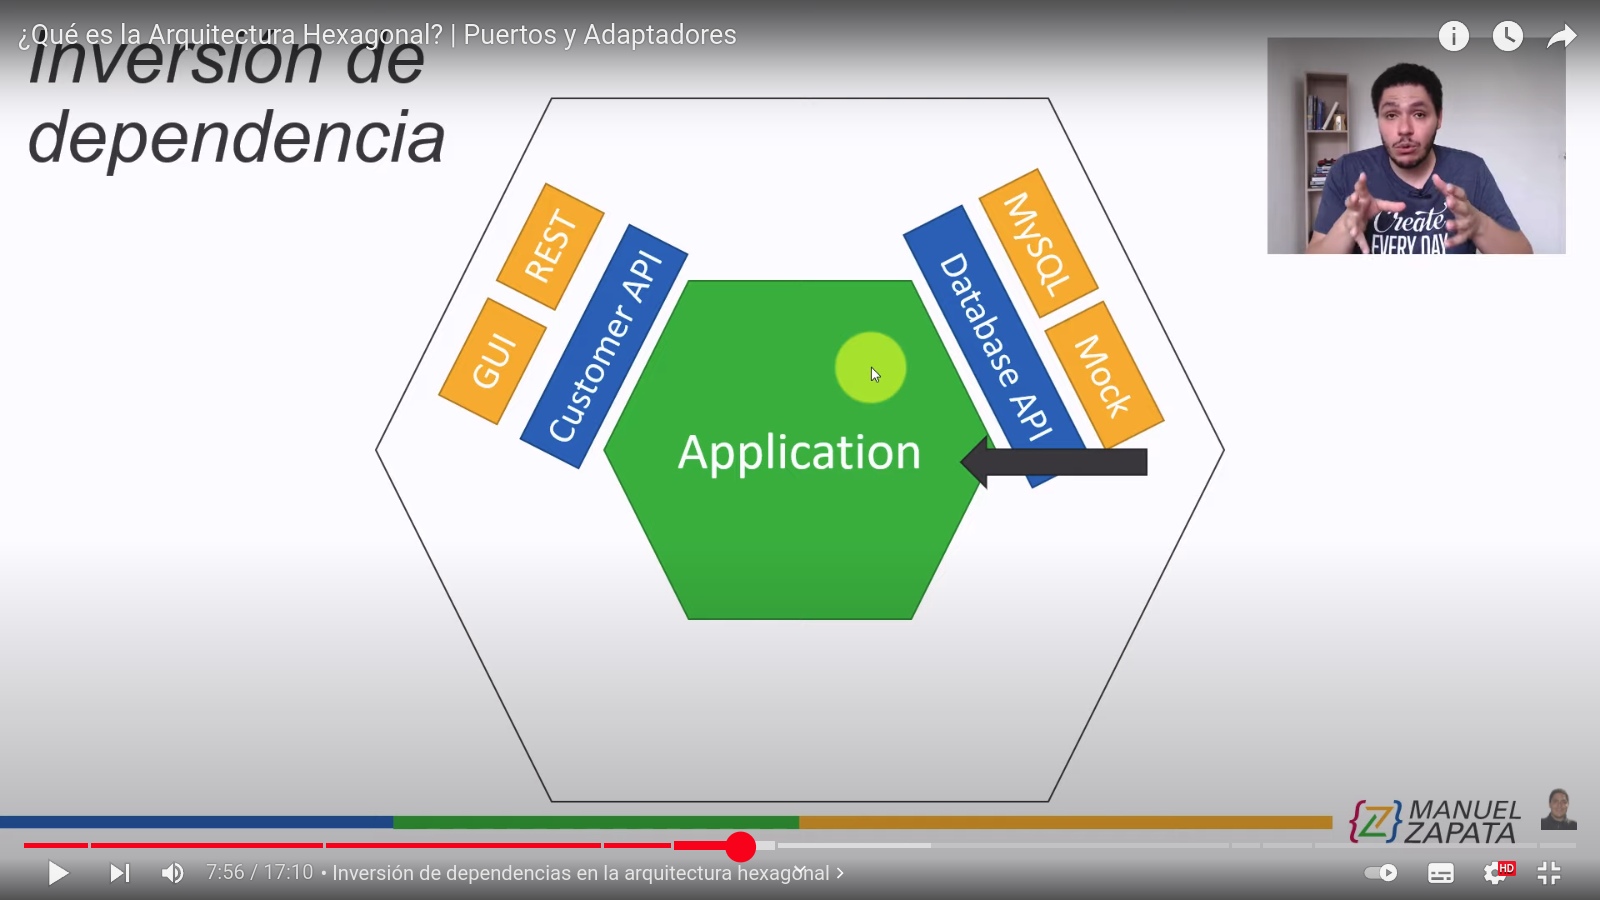 ¿Qué es la Arquitectura Hexagonal? | Puertos y Adaptadores
Inversión de
dependencia
REST
GUI
Customer API
Application
Database API
MySQL
Mock
Create
EVERY DAY
MANUEL
ZAPATA
7:56 / 17:10 • Inversión de dependencias en la arquitectura hexagonal
HD